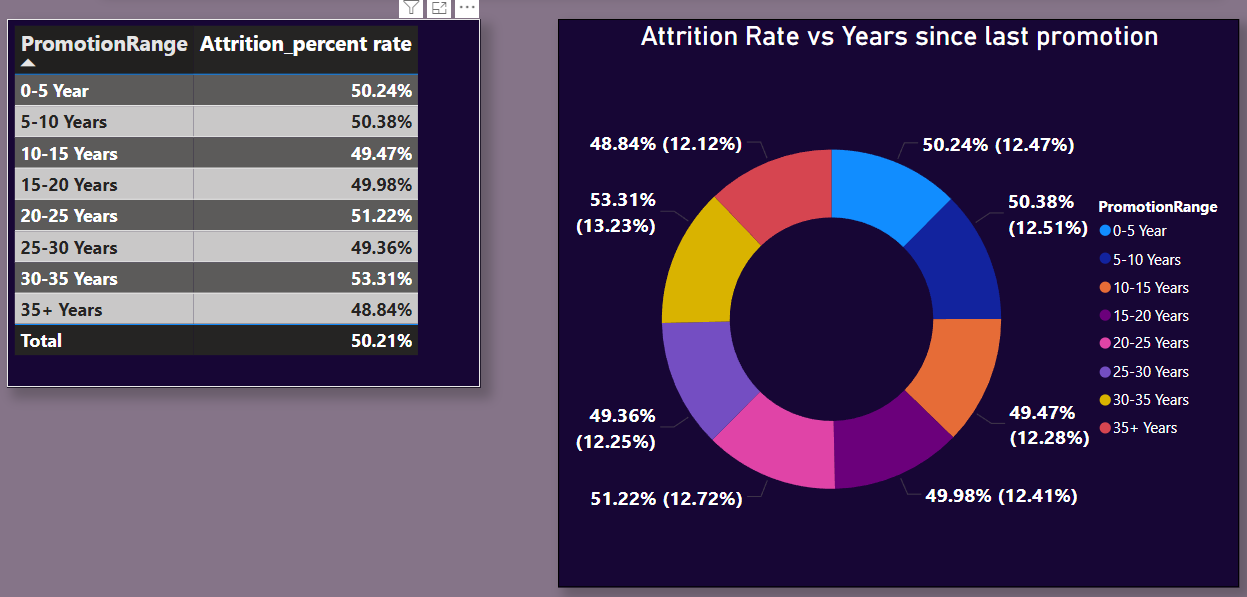 PromotionRange Attrition_percent rate
0-5 Year 50.24%
5-10 Years 50.38%
10-15 Years 49.47%
15-20 Years 49.98%
20-25 Years 51.22%
25-30 Years 49.36%
30-35 Years 53.31%
35+ Years 48.84%
Total 50.21%
Attrition Rate vs Years since last promotion
48.84% (12.12%)
50.24% (12.47%)
53.31%
(13.23%)
50.38%
(12.51%)
49.36%
(12.25%)
49.47%
(12.28%)
51.22% (12.72%)
49.98% (12.41%)
PromotionRange
0-5 Year
5-10 Years
10-15 Years
15-20 Years
20-25 Years
25-30 Years
30-35 Years
35+ Years